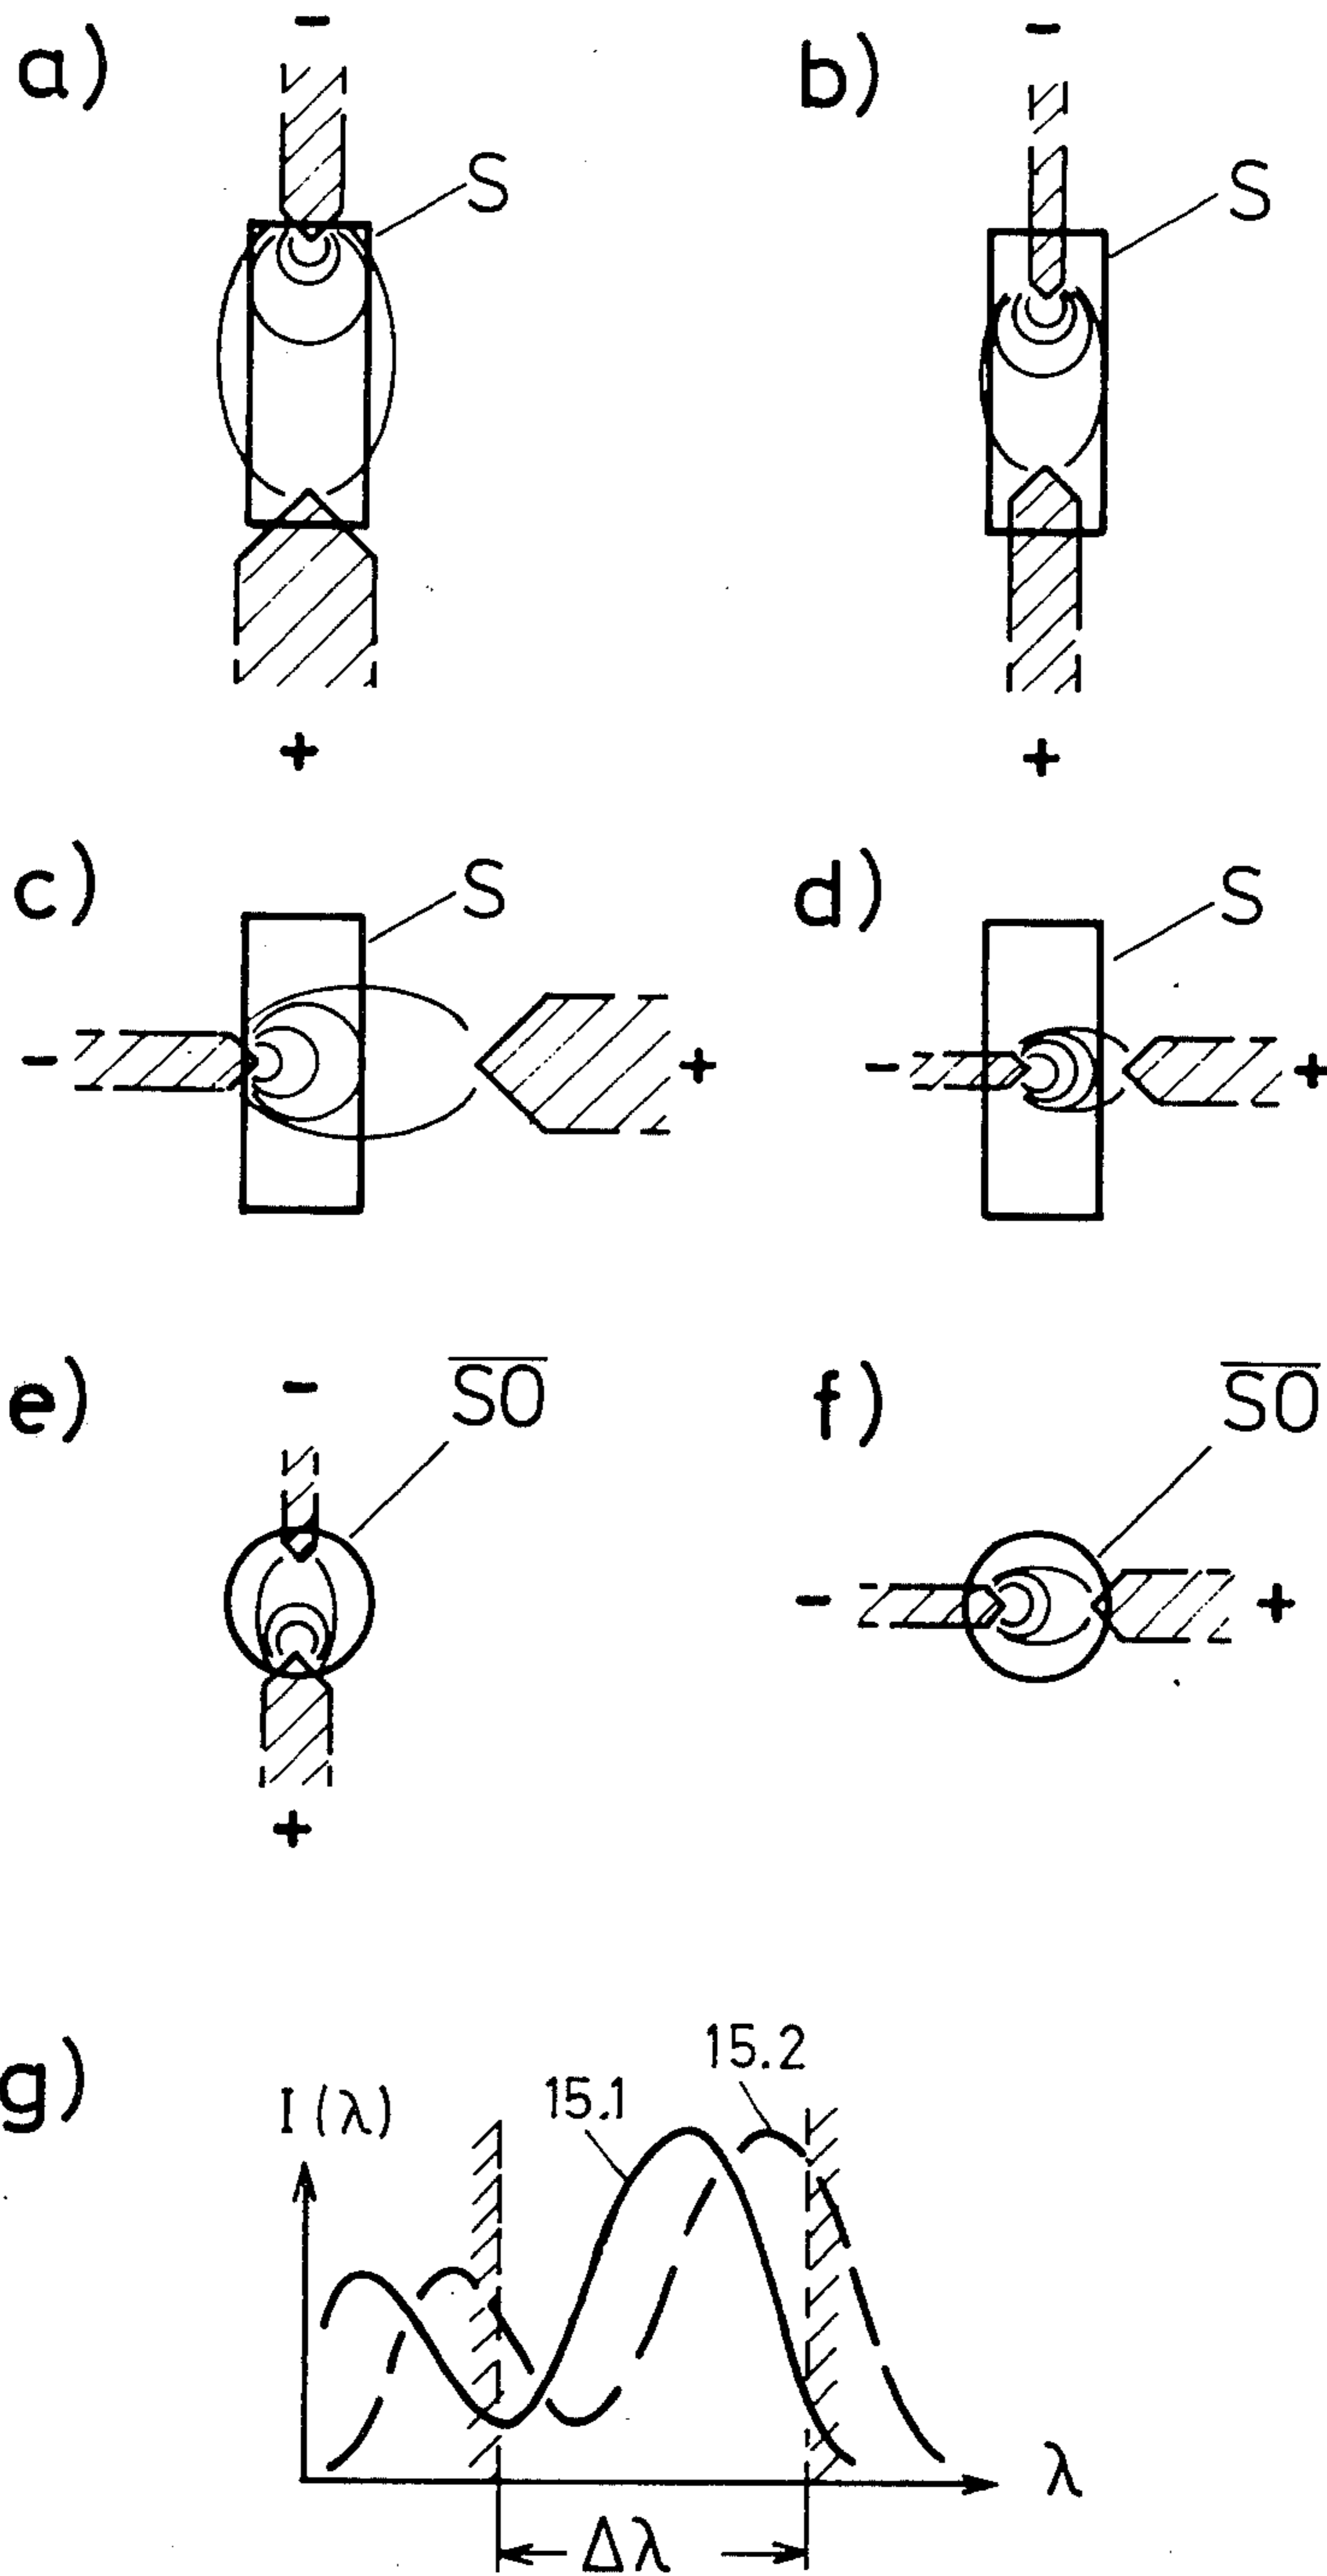 a)
-
S
+
b)
-
S
+
c)
S
-
+
d)
S
-
+
e)
-
SO
+
f)
SO
-
+
g)
I (λ)
15.1
15.2
λ
Δλ